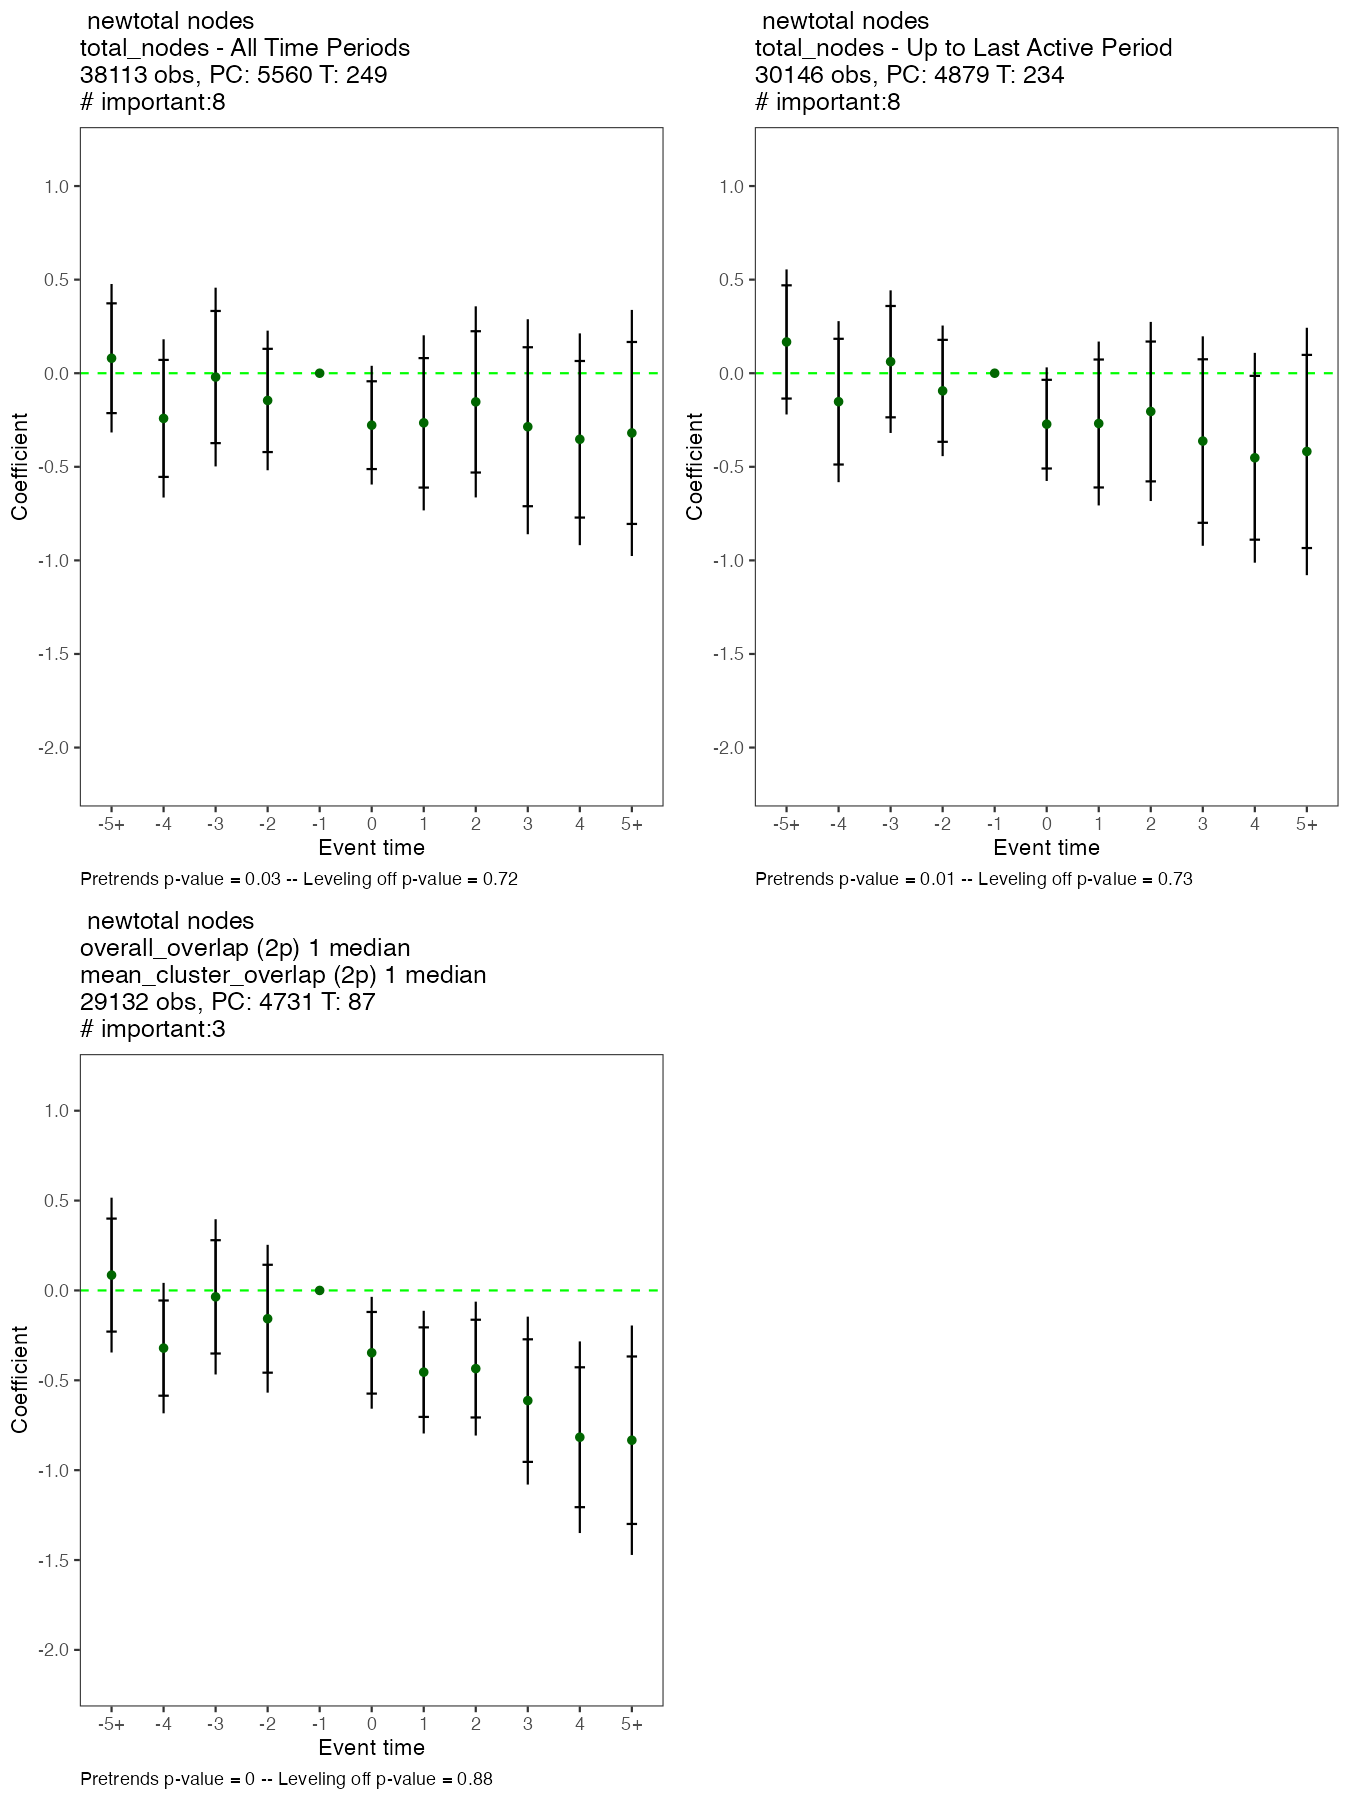 newtotal nodes
total_nodes - All Time Periods
38113 obs, PC: 5560 T: 249
# important:8
Coefficient
1.0
0.5
0.0
-0.5
-1.0
-1.5
-2.0
-5+ -4 -3 -2 -1 0 1 2 3 4 5+
Event time
Pretrends p-value = 0.03 -- Leveling off p-value = 0.72
newtotal nodes
total_nodes - Up to Last Active Period
30146 obs, PC: 4879 T: 234
# important:8
Coefficient
1.0
0.5
0.0
-0.5
-1.0
-1.5
-2.0
-5+ -4 -3 -2 -1 0 1 2 3 4 5+
Event time
Pretrends p-value = 0.01 -- Leveling off p-value = 0.73
newtotal nodes
overall_overlap (2p) 1 median
mean_cluster_overlap (2p) 1 median
29132 obs, PC: 4731 T: 87
# important:3
Coefficient
1.0
0.5
0.0
-0.5
-1.0
-1.5
-2.0
-5+ -4 -3 -2 -1 0 1 2 3 4 5+
Event time
Pretrends p-value = 0 -- Leveling off p-value = 0.88